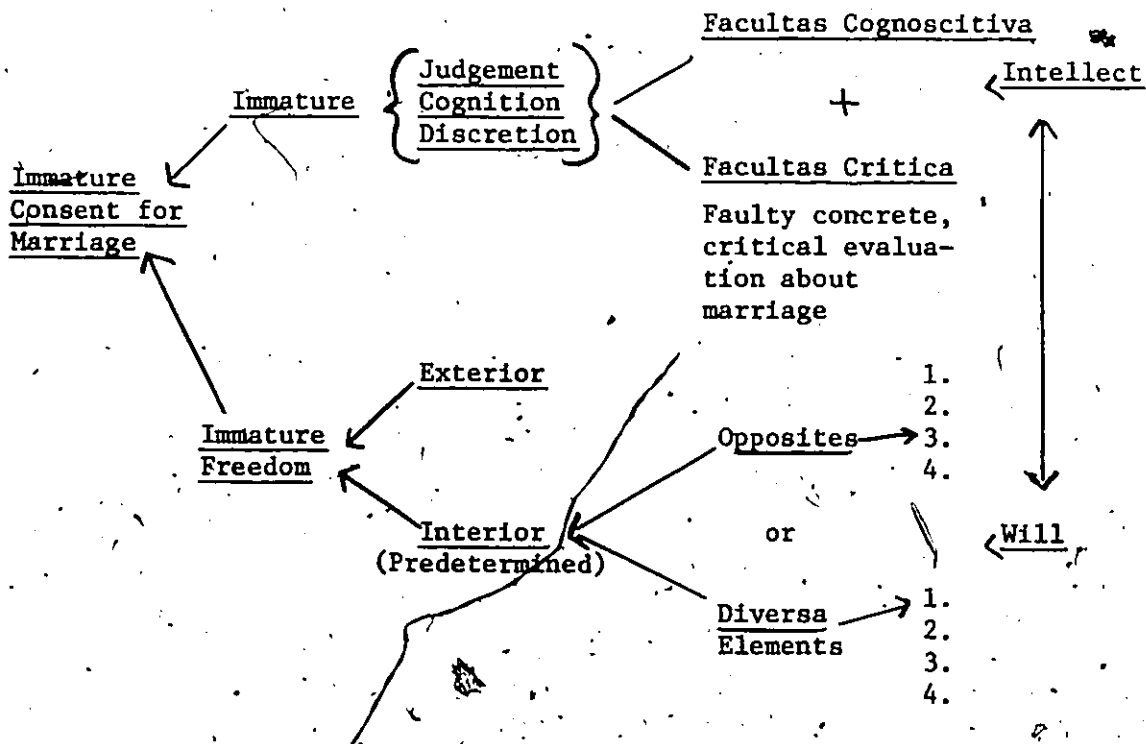 Facultas Cognoscitiva
Intellect
Judgement
Immature
Cognition
+
Discretion
Facultas Critica
Immature
Consent for
Marriage
Faulty concrete,
critical evalua-
tion about
marriage
Exterior
1.
2.
3.
4.
Immature
Freedom
Opposites
Interior
(Predetermined)
or
Will
Diversa
Elements
1.
2.
3.
4.